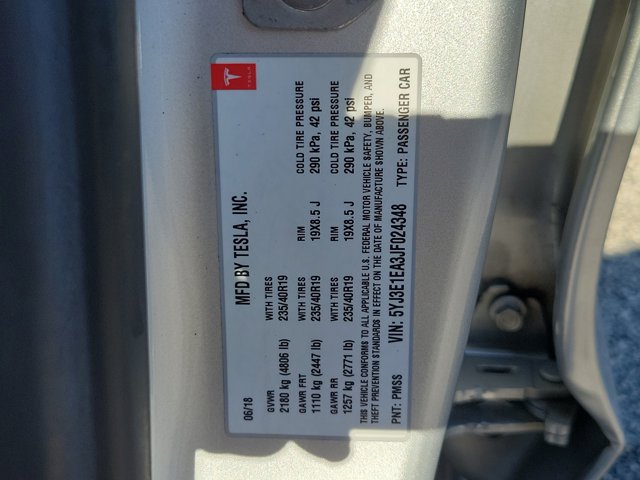 TESLA
06/18 MFD BY TESLA, INC.
GVWR WITH TIRES RIM COLD TIRE PRESSURE
2180 kg (4806 lb) 235/40R19 19X8.5 J 290 kPa, 42 psi
GAWR FRT WITH TIRES RIM COLD TIRE PRESSURE
1110 kg (2447 lb) 235/40R19 19X8.5 J 290 kPa, 42 psi
GAWR RR WITH TIRES
1257 kg (2771 lb) 235/40R19
THIS VEHICLE CONFORMS TO ALL APPLICABLE U.S. FEDERAL MOTOR VEHICLE SAFETY, BUMPER, AND
THEFT PREVENTION STANDARDS IN EFFECT ON THE DATE OF MANUFACTURE SHOWN ABOVE.
PNT: PMSS VIN: 5YJ3E1EA3JF024348 TYPE: PASSENGER CAR